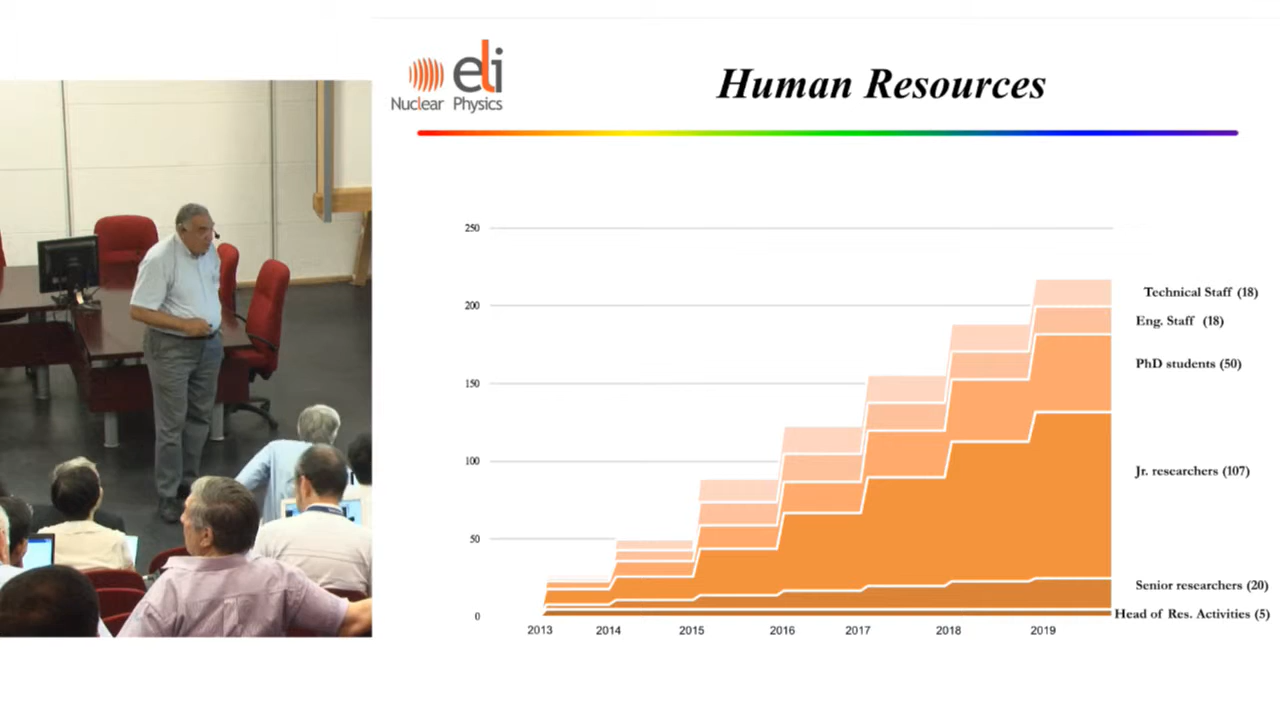 eli
Nuclear Physics
Human Resources
250
200
150
100
50
0
2013
2014
2015
2016
2017
2018
2019
Technical Staff (18)
Eng. Staff (18)
PhD students (50)
Jr. researchers (107)
Senior researchers (20)
Head of Res. Activities (5)